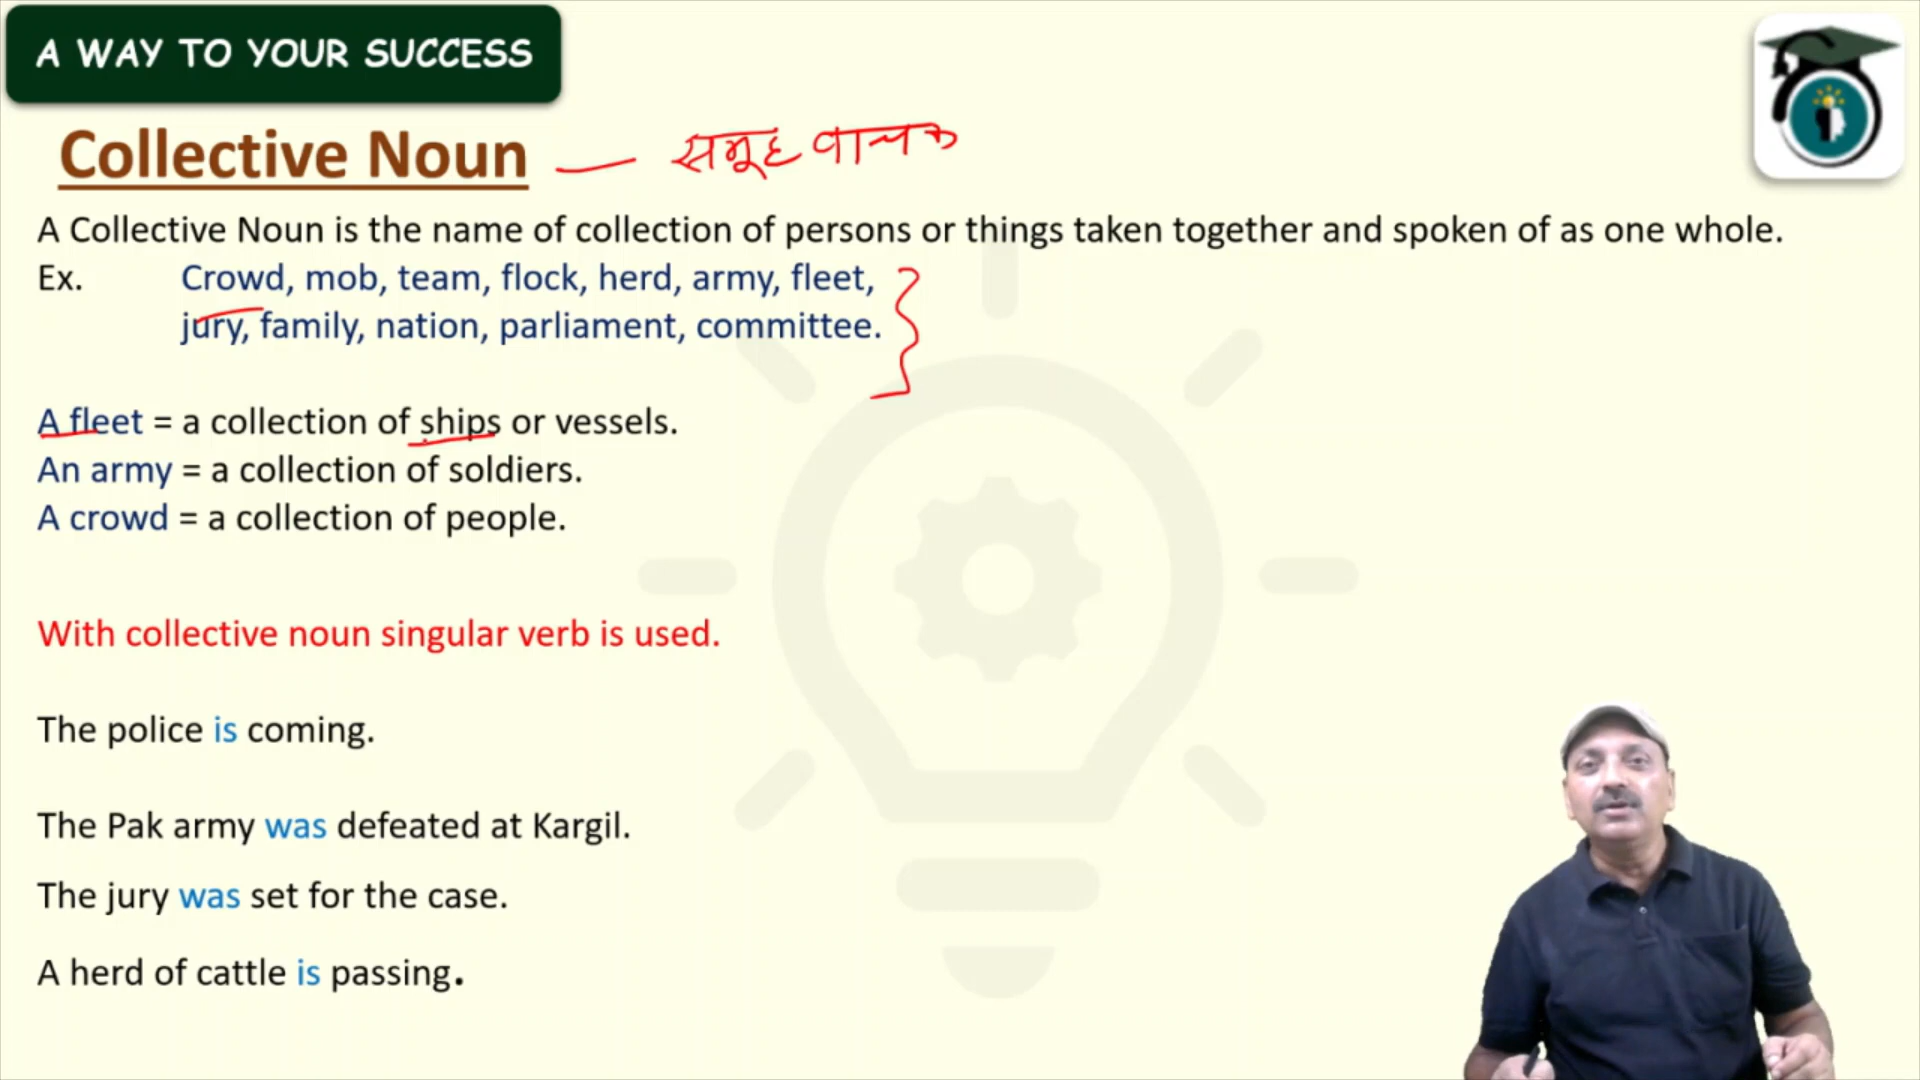 A WAY TO YOUR SUCCESS
Collective Noun — समूह वाचक
A Collective Noun is the name of collection of persons or things taken together and spoken of as one whole.
Ex. Crowd, mob, team, flock, herd, army, fleet,
jury, family, nation, parliament, committee.
A fleet = a collection of ships or vessels.
An army = a collection of soldiers.
A crowd = a collection of people.
With collective noun singular verb is used.
The police is coming.
The Pak army was defeated at Kargil.
The jury was set for the case.
A herd of cattle is passing.